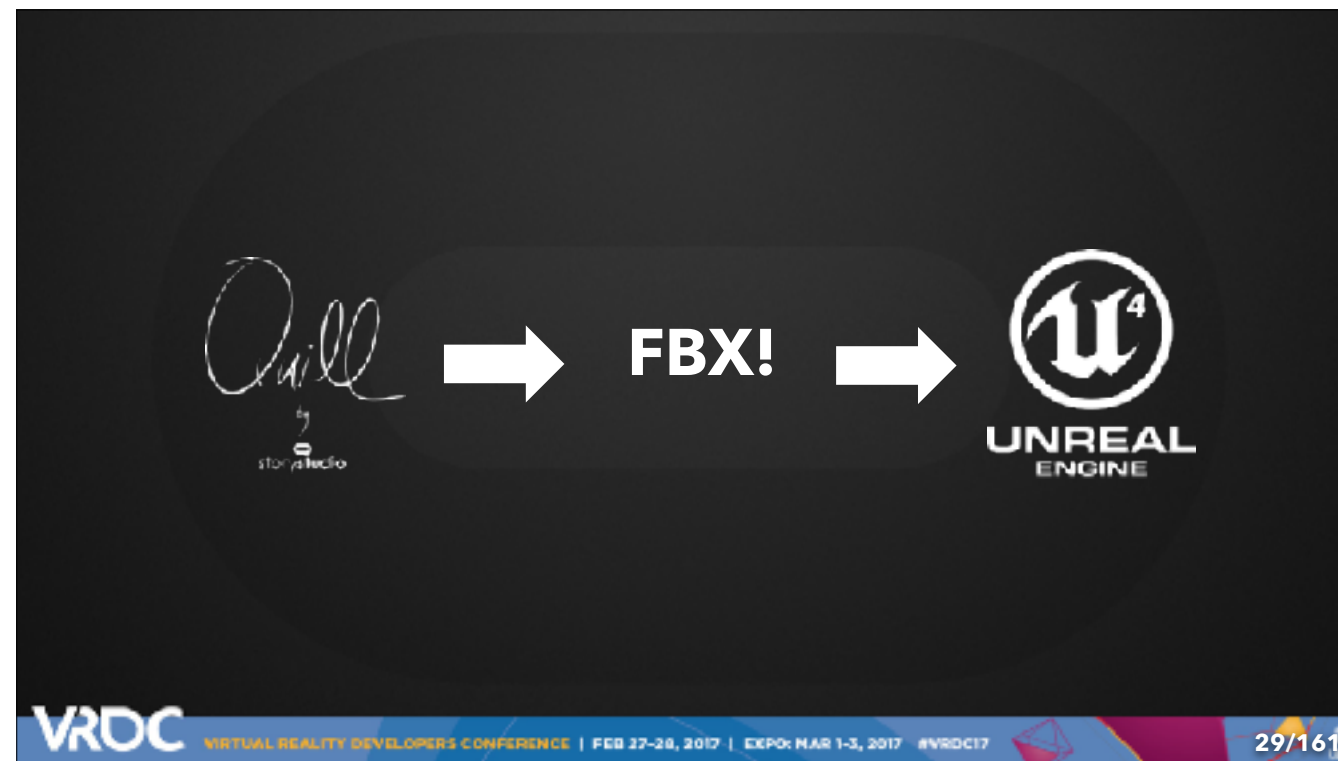 Quill
by
storystudio
FBX!
4
UNREAL
ENGINE
VRDC
VIRTUAL REALITY DEVELOPERS CONFERENCE | FEB 27-28, 2017 | EXPO: MAR 1-3, 2017 #VRDC17
29/161